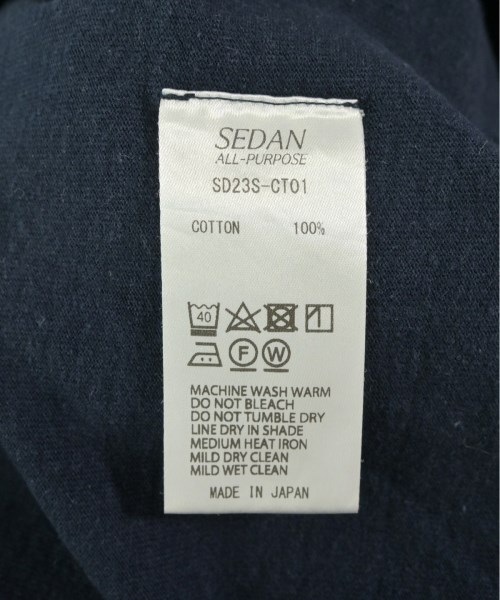 SEDAN
ALL-PURPOSE
SD23S-CT01
COTTON 100%
40
F W
MACHINE WASH WARM
DO NOT BLEACH
DO NOT TUMBLE DRY
LINE DRY IN SHADE
MEDIUM HEAT IRON
MILD DRY CLEAN
MILD WET CLEAN
MADE IN JAPAN